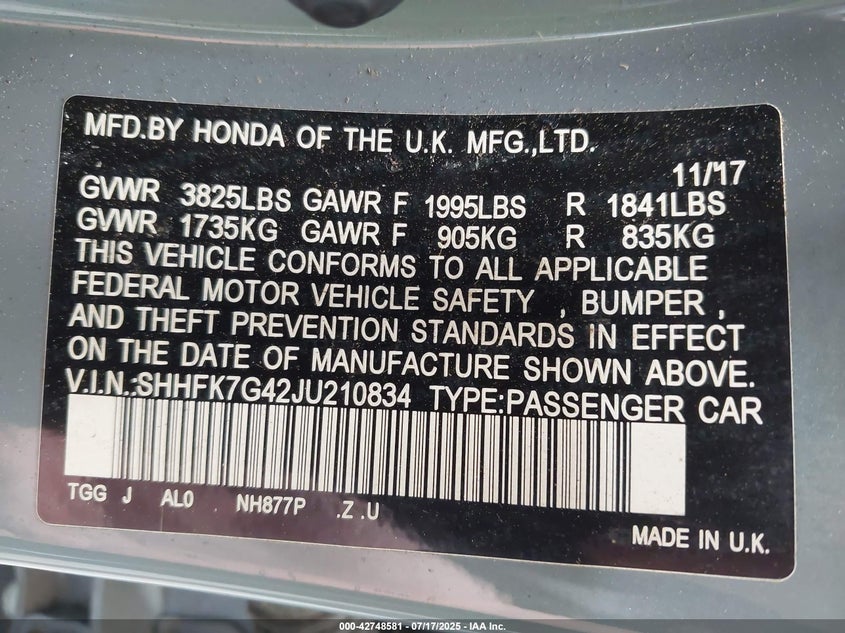 MFD.BY HONDA OF THE U.K. MFG.,LTD.
11/'17
GVWR 3825LBS GAWR F 1995LBS R 1841LBS
GVWR 1735KG GAWR F 905KG R 835KG
THIS VEHICLE CONFORMS TO ALL APPLICABLE
FEDERAL MOTOR VEHICLE SAFETY , BUMPER ,
AND THEFT PREVENTION STANDARDS IN EFFECT
ON THE DATE OF MANUFACTURE SHOWN ABOVE.
V.I.N.:SHHFK7G42JU210834 TYPE:PASSENGER CAR
TGG J AL0 NH877P .Z .U
MADE IN U.K.
000-42748581 - 07/17/2025 - IAA Inc.